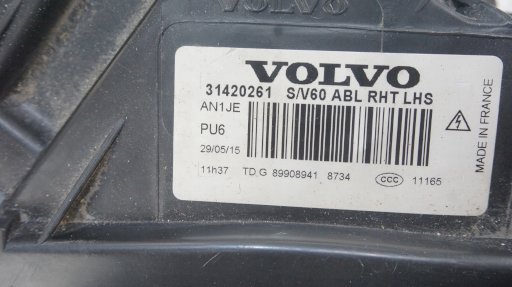 VOLVO
31420261 S/V60 ABL RHT LHS
AN1JE
PU6
29/05/15
11h37 TD G 89908941 8734 CCC 11165
MADE IN FRANCE